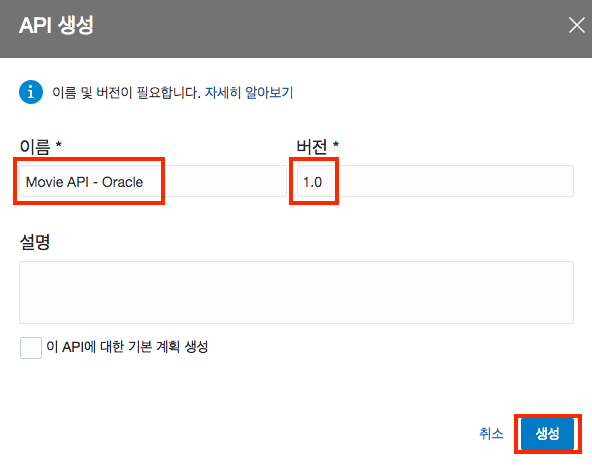 API 생성
이름 및 버전이 필요합니다. 자세히 알아보기
이름 * 버전 *
Movie API - Oracle 1.0
설명
이 API에 대한 기본 계획 생성
취소 생성